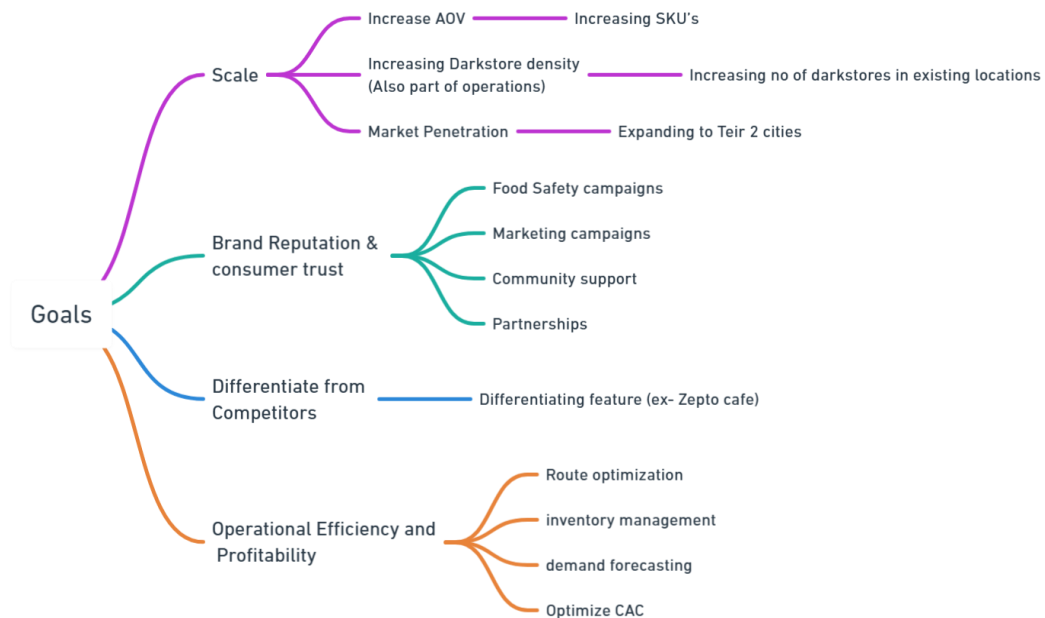 Goals
Scale
Increase AOV
Increasing SKU's
Increasing Darkstore density
(Also part of operations)
Increasing no of darkstores in existing locations
Market Penetration
Expanding to Teir 2 cities
Brand Reputation &
consumer trust
Food Safety campaigns
Marketing campaigns
Community support
Partnerships
Differentiate from
Competitors
Differentiating feature (ex- Zepto cafe)
Operational Efficiency and
Profitability
Route optimization
inventory management
demand forecasting
Optimize CAC